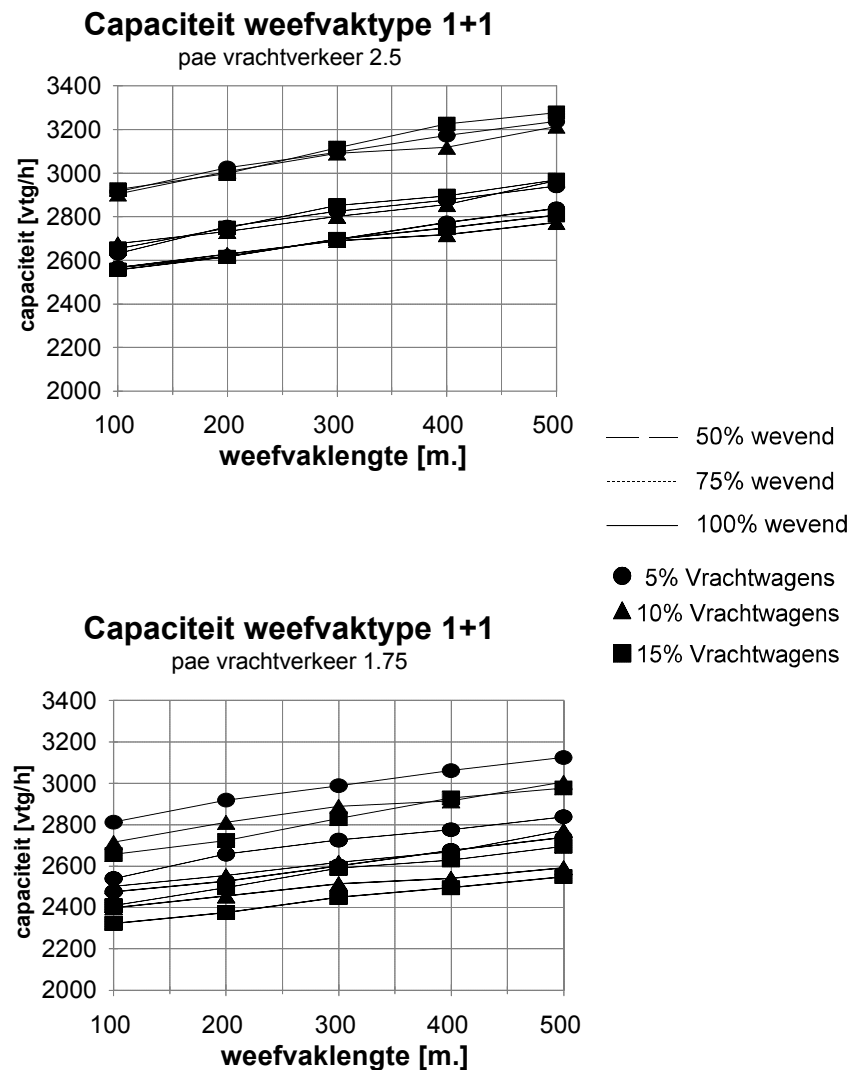 Capaciteit weefvaktype 1+1
pae vrachtverkeer 2.5
capaciteit [vtg/h]
3400
3200
3000
2800
2600
2400
2200
2000
100 200 300 400 500
weefvaklengte [m.]
50% wevend
75% wevend
100% wevend
5% Vrachtwagens
10% Vrachtwagens
15% Vrachtwagens
Capaciteit weefvaktype 1+1
pae vrachtverkeer 1.75
capaciteit [vtg/h]
3400
3200
3000
2800
2600
2400
2200
2000
100 200 300 400 500
weefvaklengte [m.]